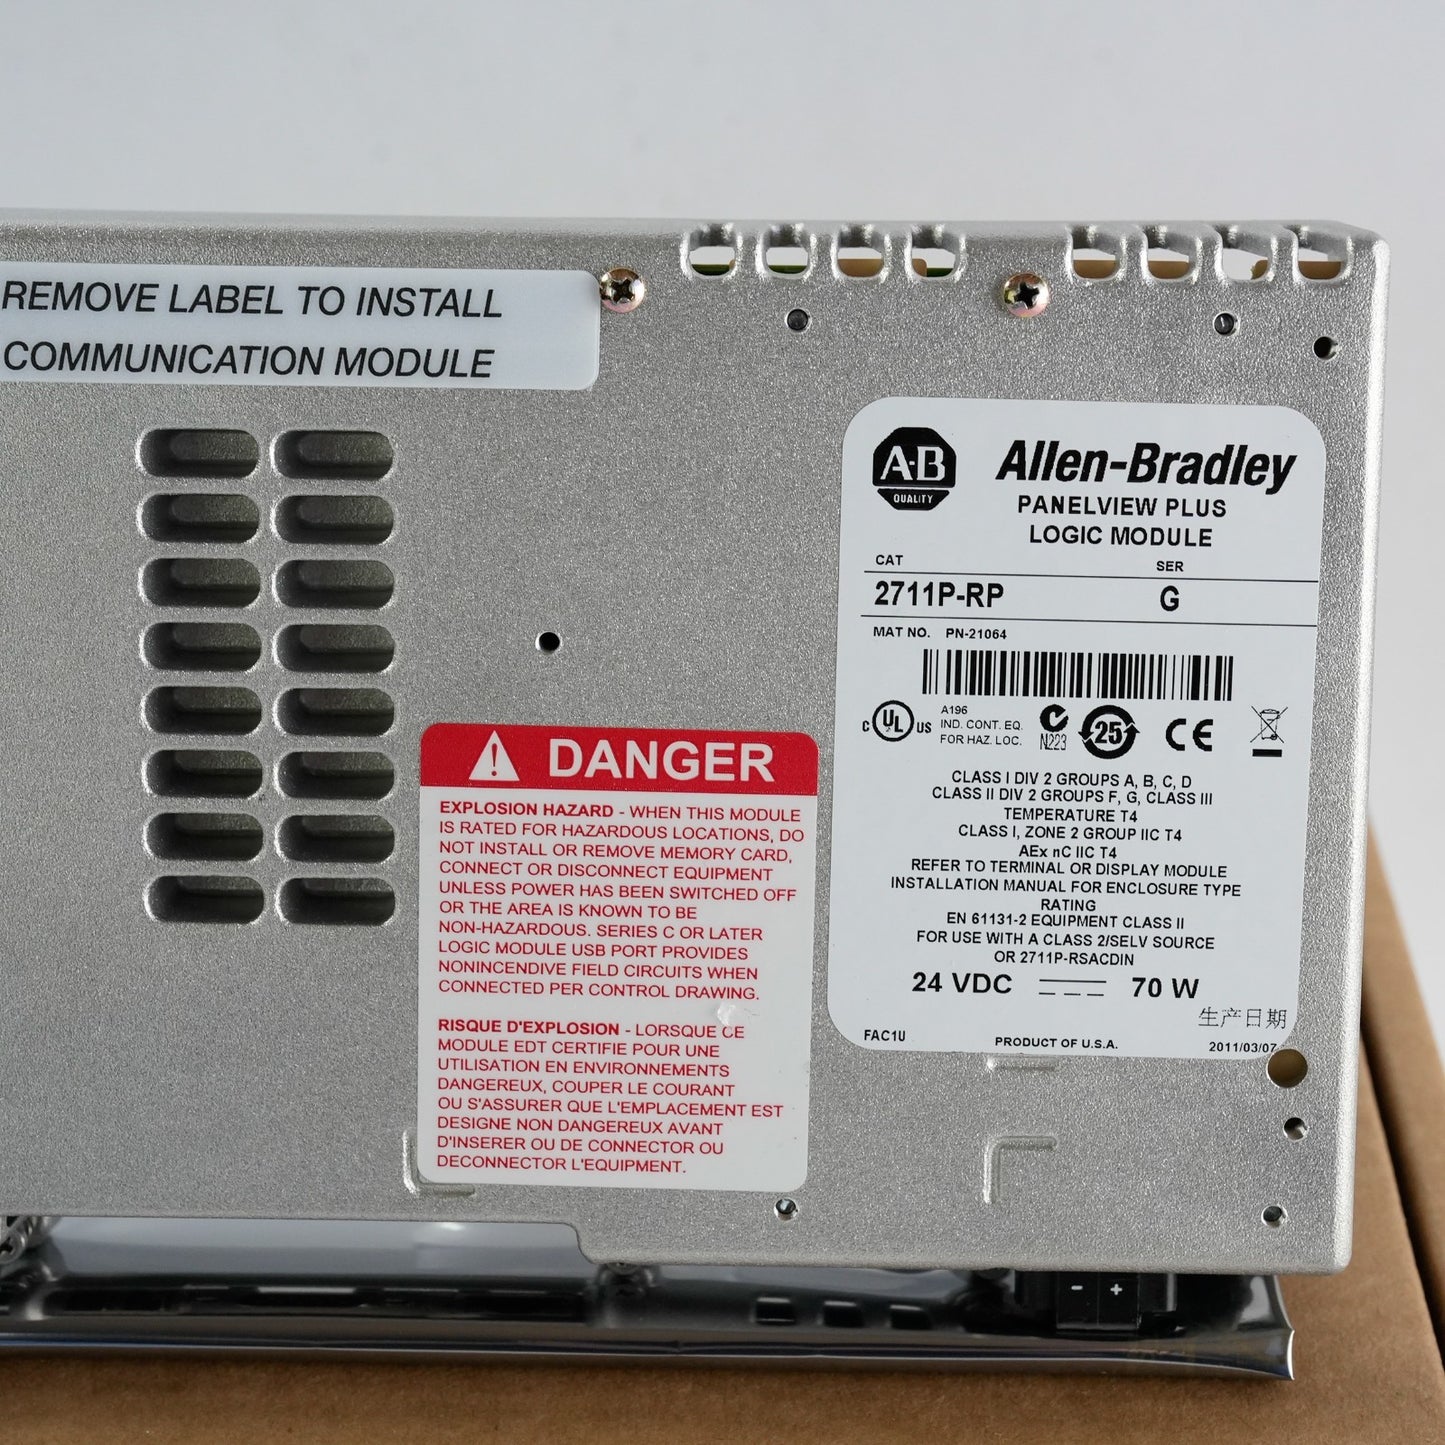 REMOVE LABEL TO INSTALL
COMMUNICATION MODULE
A·B
QUALITY
Allen-Bradley
PANELVIEW PLUS
LOGIC MODULE
CAT SER
2711P-RP G
MAT NO. PN-21064
C UL US
A196
IND. CONT. EQ.
FOR HAZ. LOC.
N223
25
CE
CLASS I DIV 2 GROUPS A, B, C, D
CLASS II DIV 2 GROUPS F, G, CLASS III
TEMPERATURE T4
CLASS I, ZONE 2 GROUP IIC T4
AEx nC IIC T4
REFER TO TERMINAL OR DISPLAY MODULE
INSTALLATION MANUAL FOR ENCLOSURE TYPE
RATING
EN 61131-2 EQUIPMENT CLASS II
FOR USE WITH A CLASS 2/SELV SOURCE
OR 2711P-RSACDIN
24 VDC 70 W
生产日期
FAC1U PRODUCT OF U.S.A. 2011/03/07
DANGER
EXPLOSION HAZARD - WHEN THIS MODULE
IS RATED FOR HAZARDOUS LOCATIONS, DO
NOT INSTALL OR REMOVE MEMORY CARD,
CONNECT OR DISCONNECT EQUIPMENT
UNLESS POWER HAS BEEN SWITCHED OFF
OR THE AREA IS KNOWN TO BE
NON-HAZARDOUS. SERIES C OR LATER
LOGIC MODULE USB PORT PROVIDES
NONINCENDIVE FIELD CIRCUITS WHEN
CONNECTED PER CONTROL DRAWING.
RISQUE D'EXPLOSION - LORSQUE CE
MODULE EDT CERTIFIE POUR UNE
UTILISATION EN ENVIRONNEMENTS
DANGEREUX, COUPER LE COURANT
OU S'ASSURER QUE L'EMPLACEMENT EST
DESIGNE NON DANGEREUX AVANT
D'INSERER OU DE CONNECTOR OU
DECONNECTOR L'EQUIPMENT.
- +